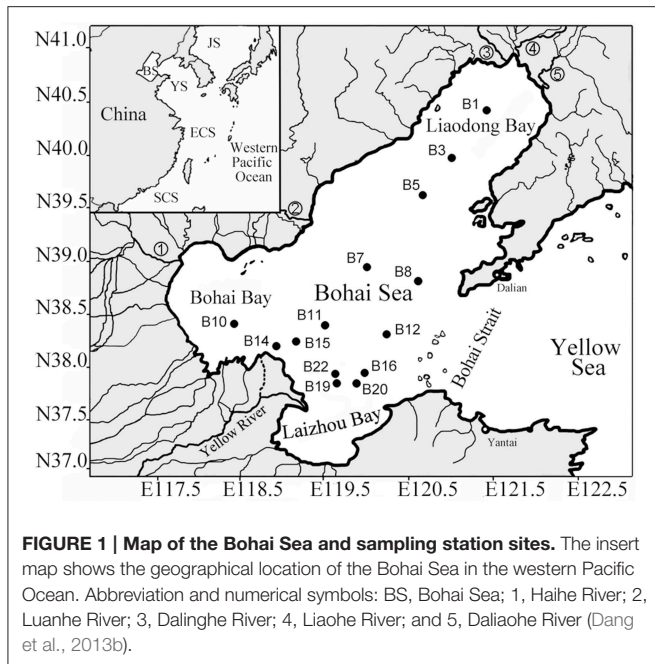 N41.0
N40.5
N40.0
N39.5
N39.0
N38.5
N38.0
N37.5
N37.0
JS
BS
YS
China
ECS
Western
Pacific
Ocean
SCS
③
④
⑤
②
①
B1
Liaodong Bay
B3
B5
B7
B8
Dalian
Bohai Bay
Bohai Sea
B10
B11
B12
B14
B15
B16
B22
B19
B20
Bohai Strait
Yellow
Sea
Laizhou Bay
Yellow River
Yantai
E117.5
E118.5
E119.5
E120.5
E121.5
E122.5
FIGURE 1 | Map of the Bohai Sea and sampling station sites. The insert
map shows the geographical location of the Bohai Sea in the western Pacific
Ocean. Abbreviation and numerical symbols: BS, Bohai Sea; 1, Haihe River; 2,
Luanhe River; 3, Dalinghe River; 4, Liaohe River; and 5, Daliaohe River (Dang
et al., 2013b).